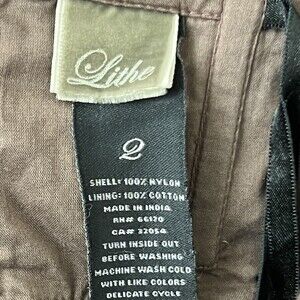 Lithe
2
SHELL: 100% NYLON
LINING: 100% COTTON
MADE IN INDIA
RN# 66170
CA# 32054
TURN INSIDE OUT
BEFORE WASHING
MACHINE WASH COLD
WITH LIKE COLORS
DELICATE CYCLE